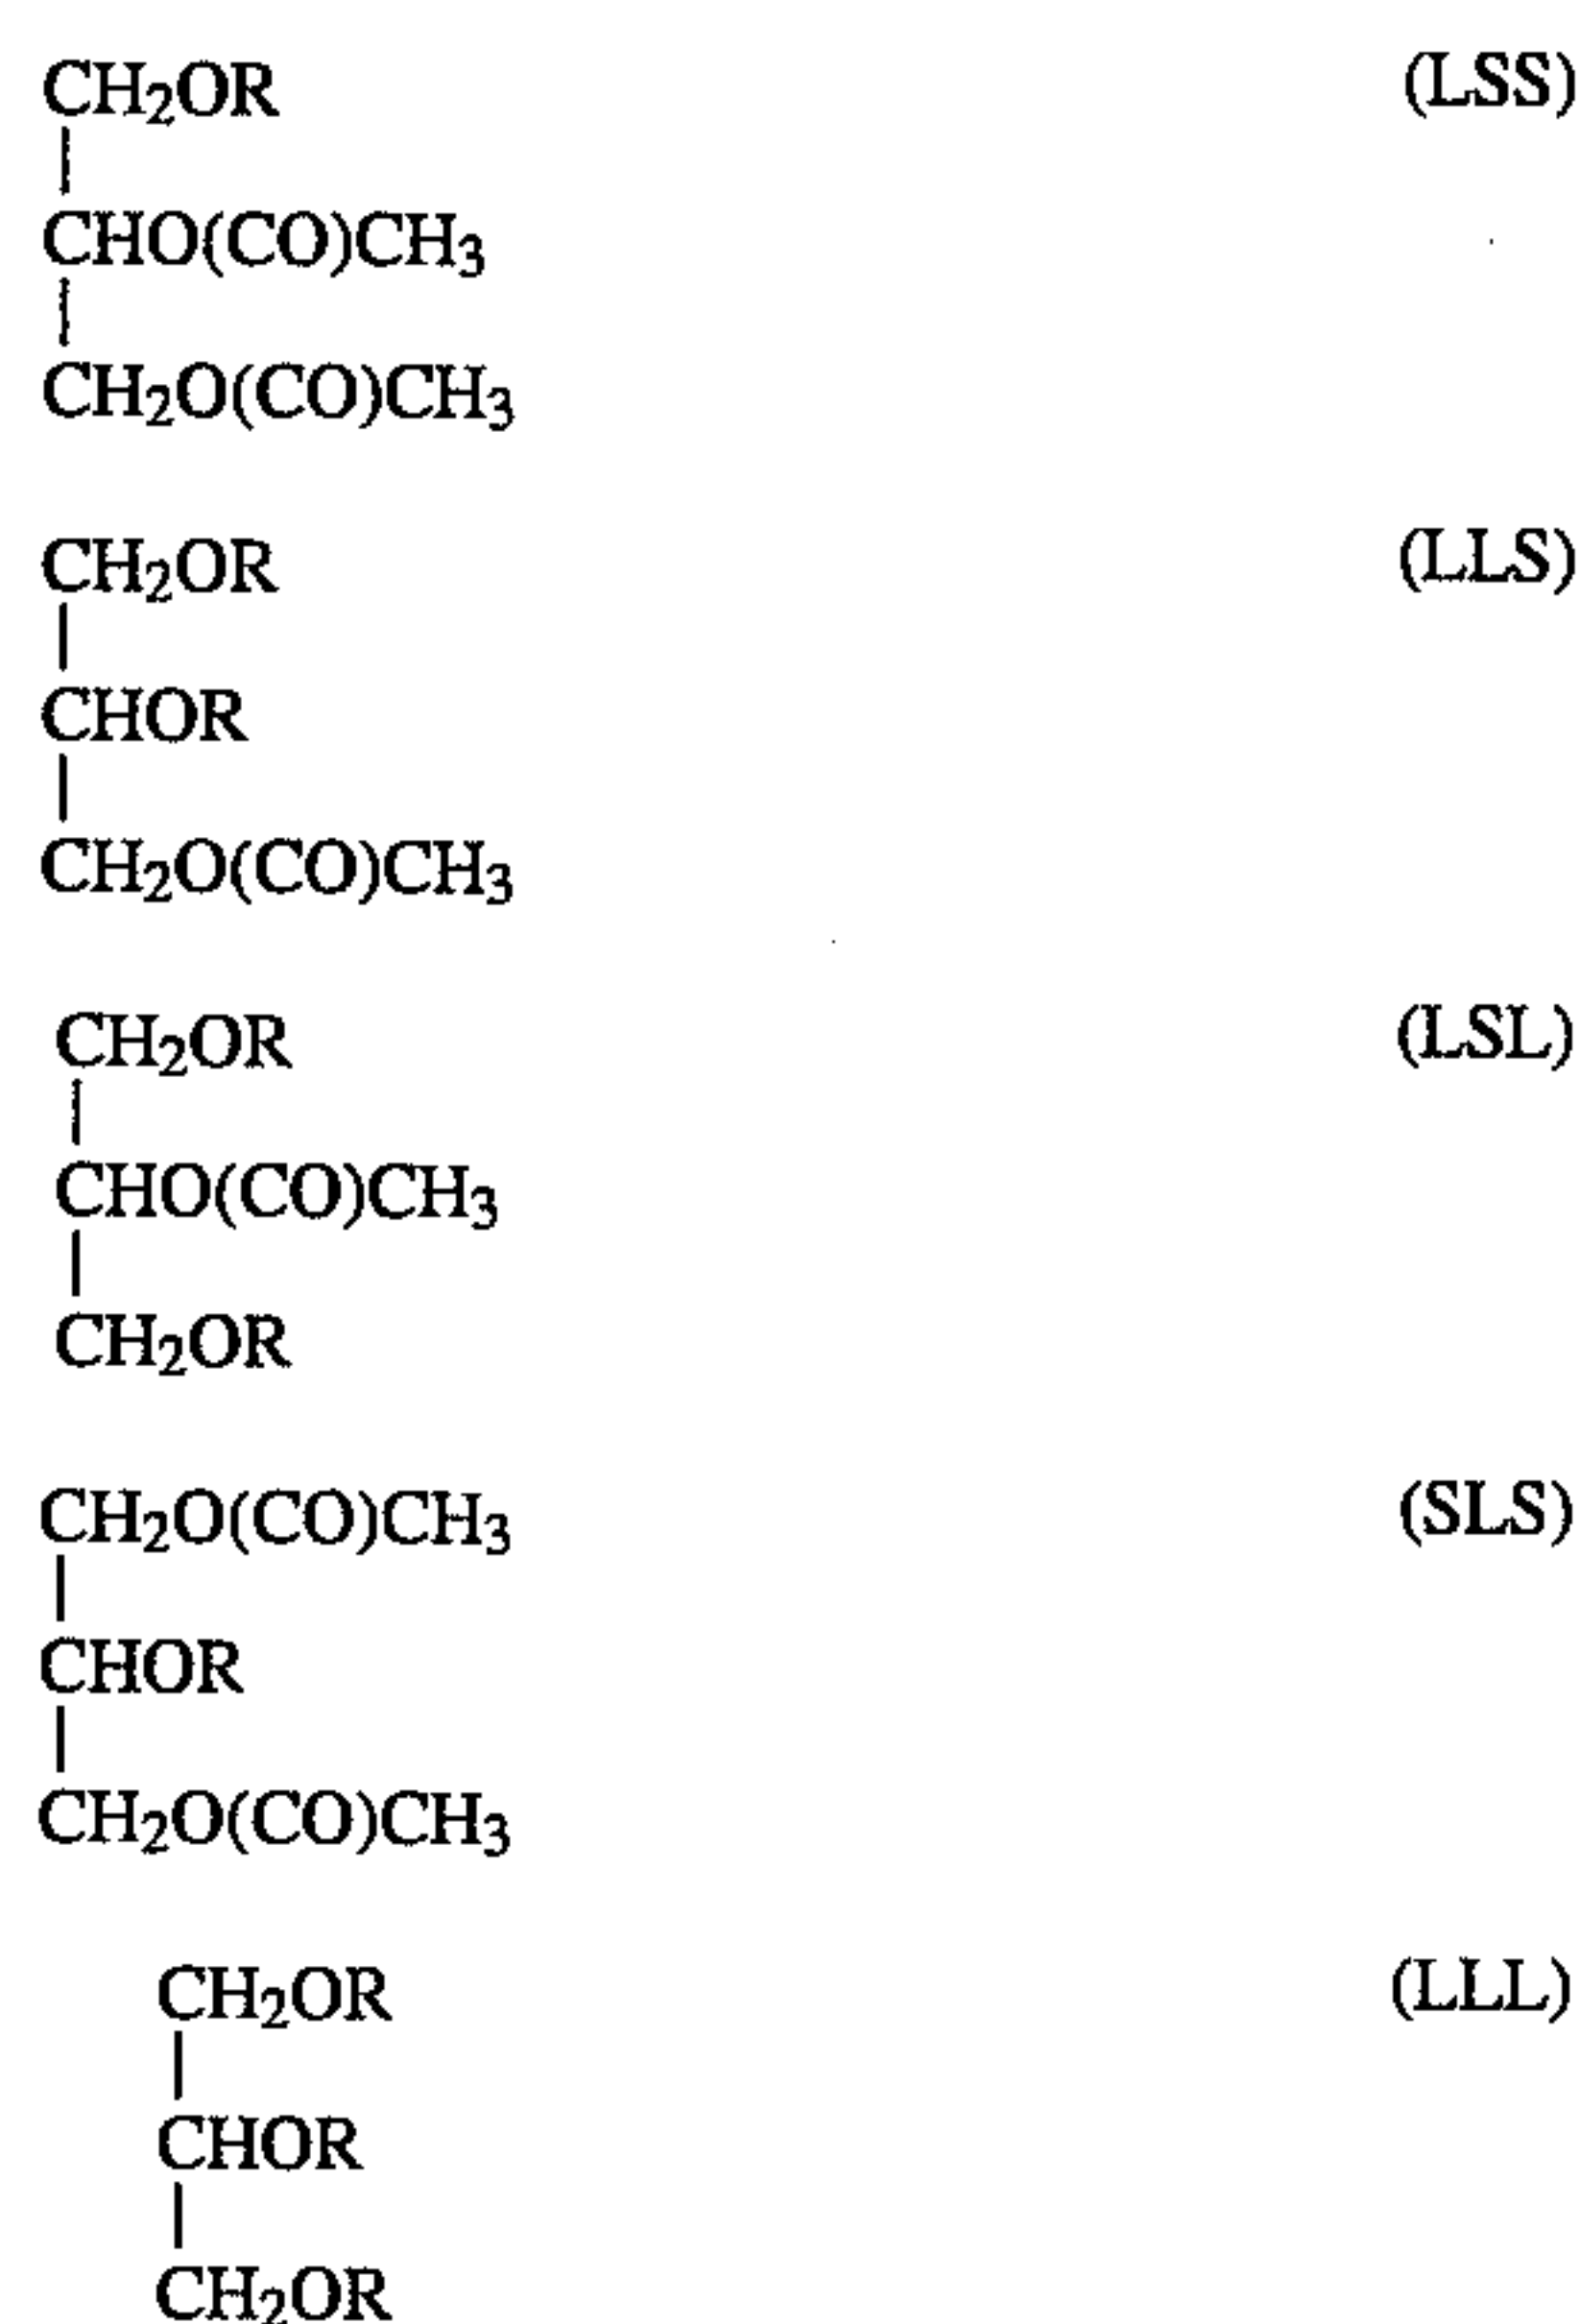 CH₂OR (LSS)
|
CHO(CO)CH₃
|
CH₂O(CO)CH₃
CH₂OR (LLS)
|
CHOR
|
CH₂O(CO)CH₃
CH₂OR (LSL)
|
CHO(CO)CH₃
|
CH₂OR
CH₂O(CO)CH₃ (SLS)
|
CHOR
|
CH₂O(CO)CH₃
CH₂OR (LLL)
|
CHOR
|
CH₂OR